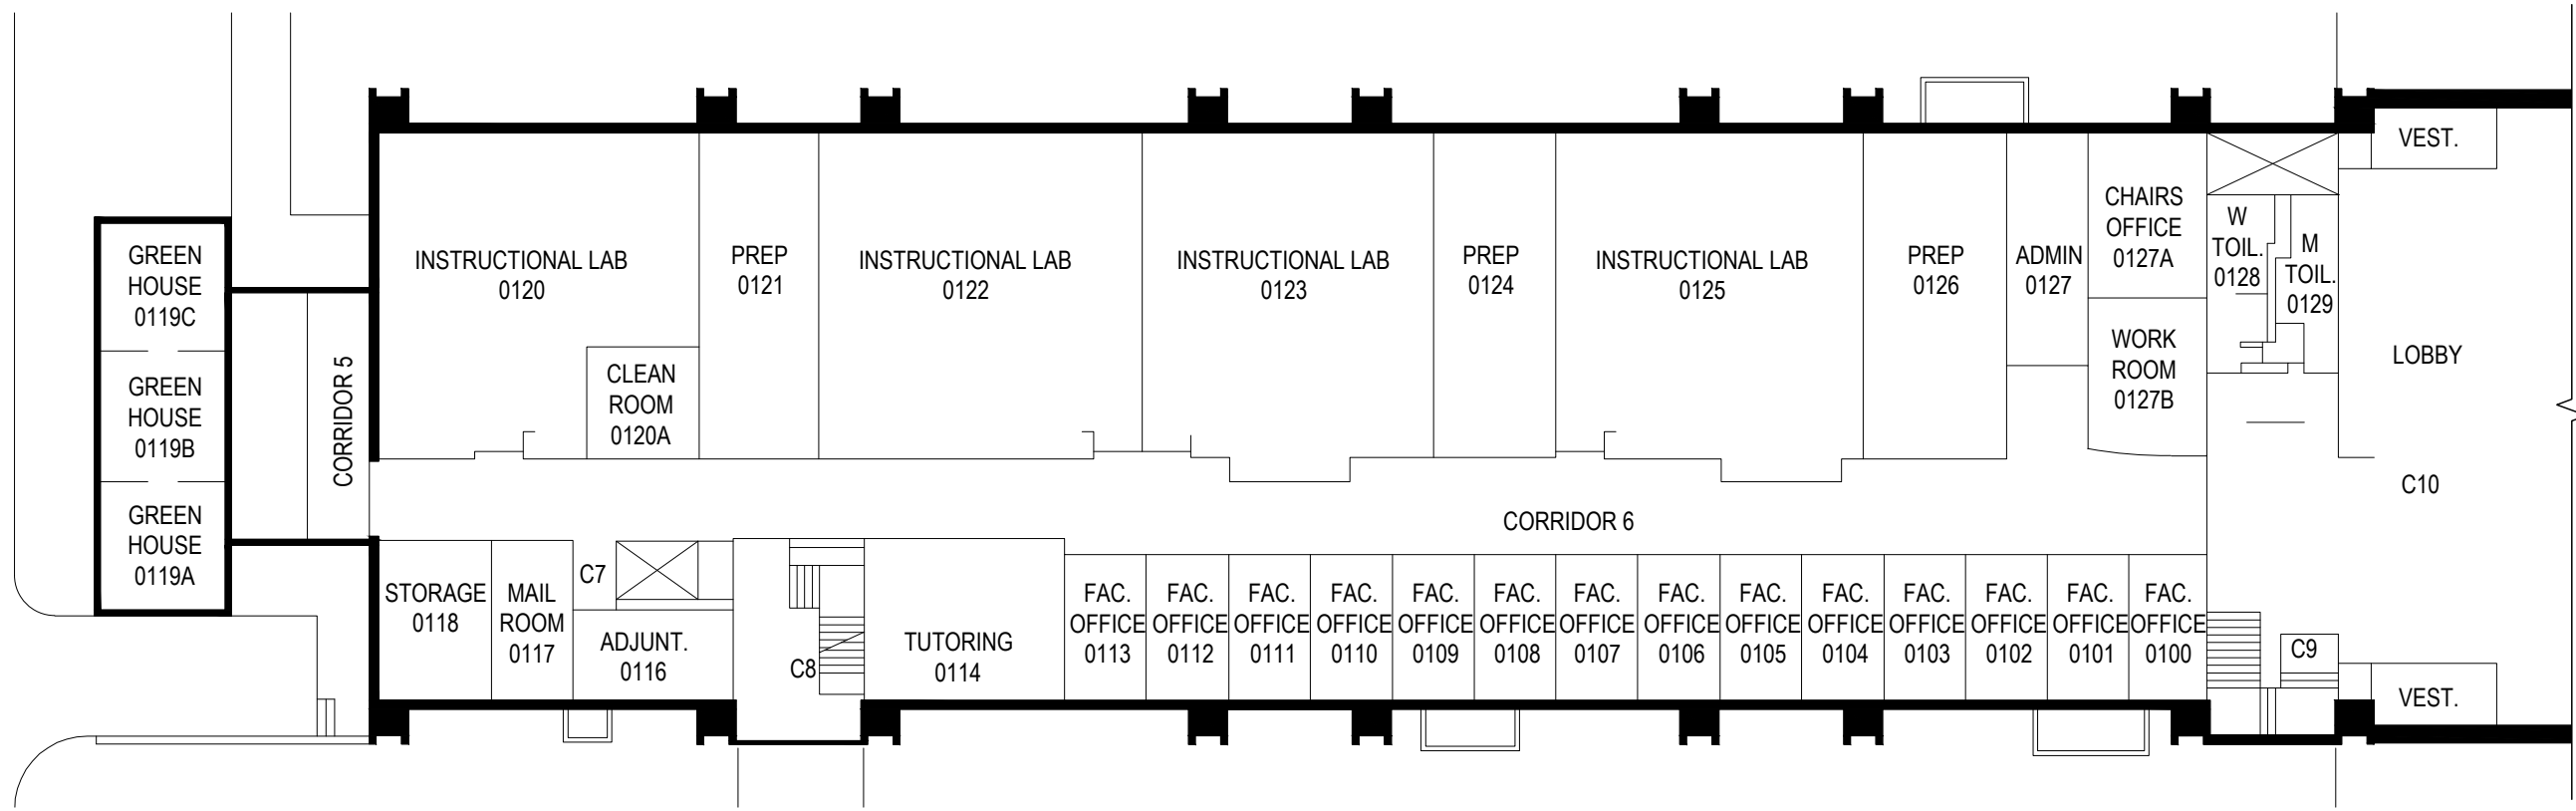 VEST.
GREEN
HOUSE
0119C
GREEN
HOUSE
0119B
GREEN
HOUSE
0119A
CORRIDOR 5
INSTRUCTIONAL LAB
0120
CLEAN
ROOM
0120A
PREP
0121
INSTRUCTIONAL LAB
0122
INSTRUCTIONAL LAB
0123
PREP
0124
INSTRUCTIONAL LAB
0125
PREP
0126
ADMIN
0127
CHAIRS
OFFICE
0127A
WORK
ROOM
0127B
W
TOIL.
0128
M
TOIL.
0129
LOBBY
C10
CORRIDOR 6
STORAGE
0118
MAIL
ROOM
0117
C7
ADJUNT.
0116
C8
TUTORING
0114
FAC.
OFFICE
0113
FAC.
OFFICE
0112
FAC.
OFFICE
0111
FAC.
OFFICE
0110
FAC.
OFFICE
0109
FAC.
OFFICE
0108
FAC.
OFFICE
0107
FAC.
OFFICE
0106
FAC.
OFFICE
0105
FAC.
OFFICE
0104
FAC.
OFFICE
0103
FAC.
OFFICE
0102
FAC.
OFFICE
0101
FAC.
OFFICE
0100
C9
VEST.